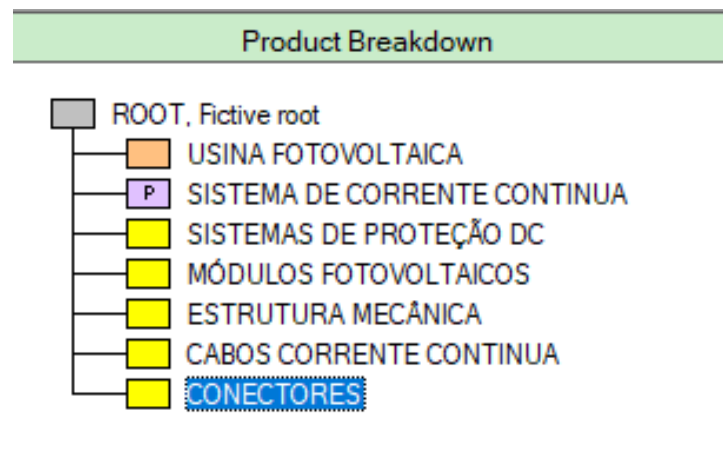 Product Breakdown
ROOT, Fictive root
USINA FOTOVOLTAICA
P SISTEMA DE CORRENTE CONTINUA
SISTEMAS DE PROTEÇÃO DC
MÓDULOS FOTOVOLTAICOS
ESTRUTURA MECÂNICA
CABOS CORRENTE CONTINUA
CONECTORES